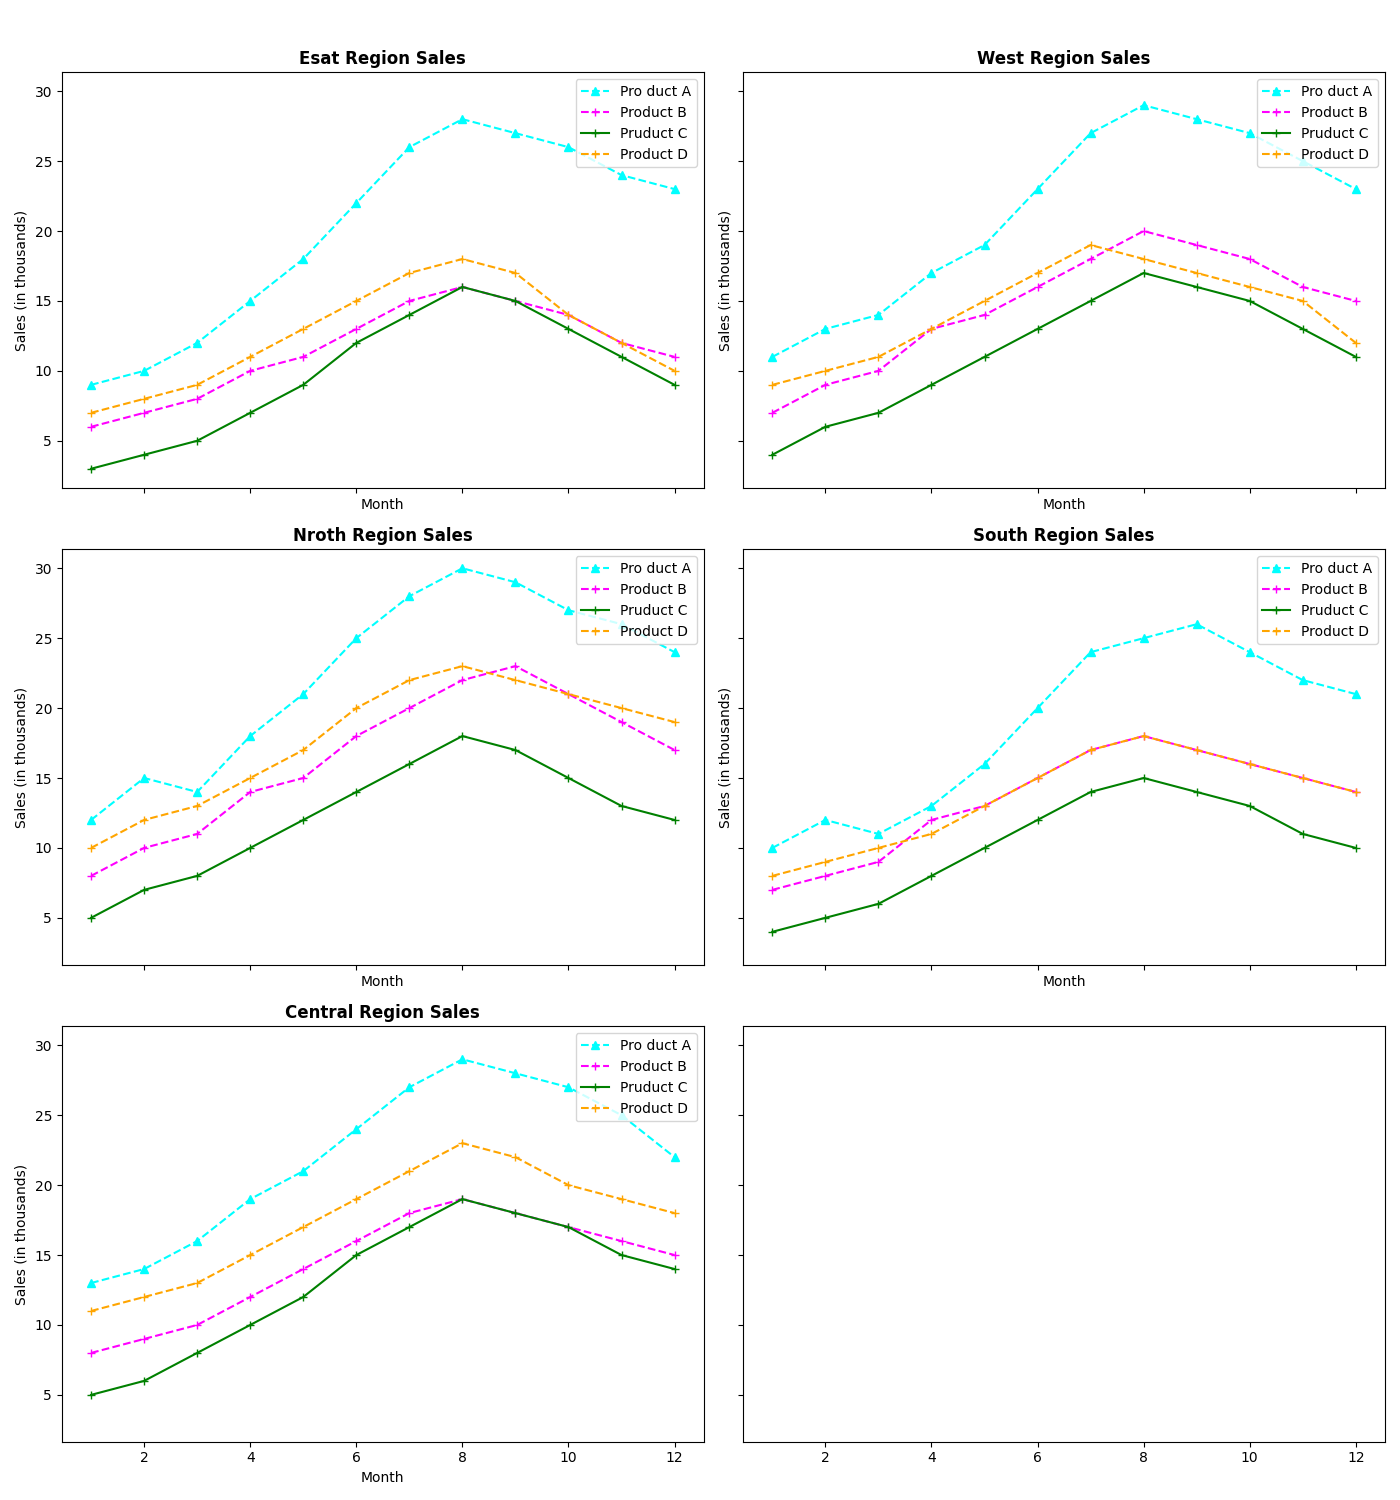 Esat Region Sales
Sales (in thousands)
30
25
20
15
10
5
Pro duct A
Product B
Pruduct C
Product D
Month
West Region Sales
Sales (in thousands)
Pro duct A
Product B
Pruduct C
Product D
Month
Nroth Region Sales
Sales (in thousands)
30
25
20
15
10
5
Pro duct A
Product B
Pruduct C
Product D
Month
South Region Sales
Sales (in thousands)
Pro duct A
Product B
Pruduct C
Product D
Month
Central Region Sales
Sales (in thousands)
30
25
20
15
10
5
Pro duct A
Product B
Pruduct C
Product D
2 4 6 8 10 12
Month
2 4 6 8 10 12